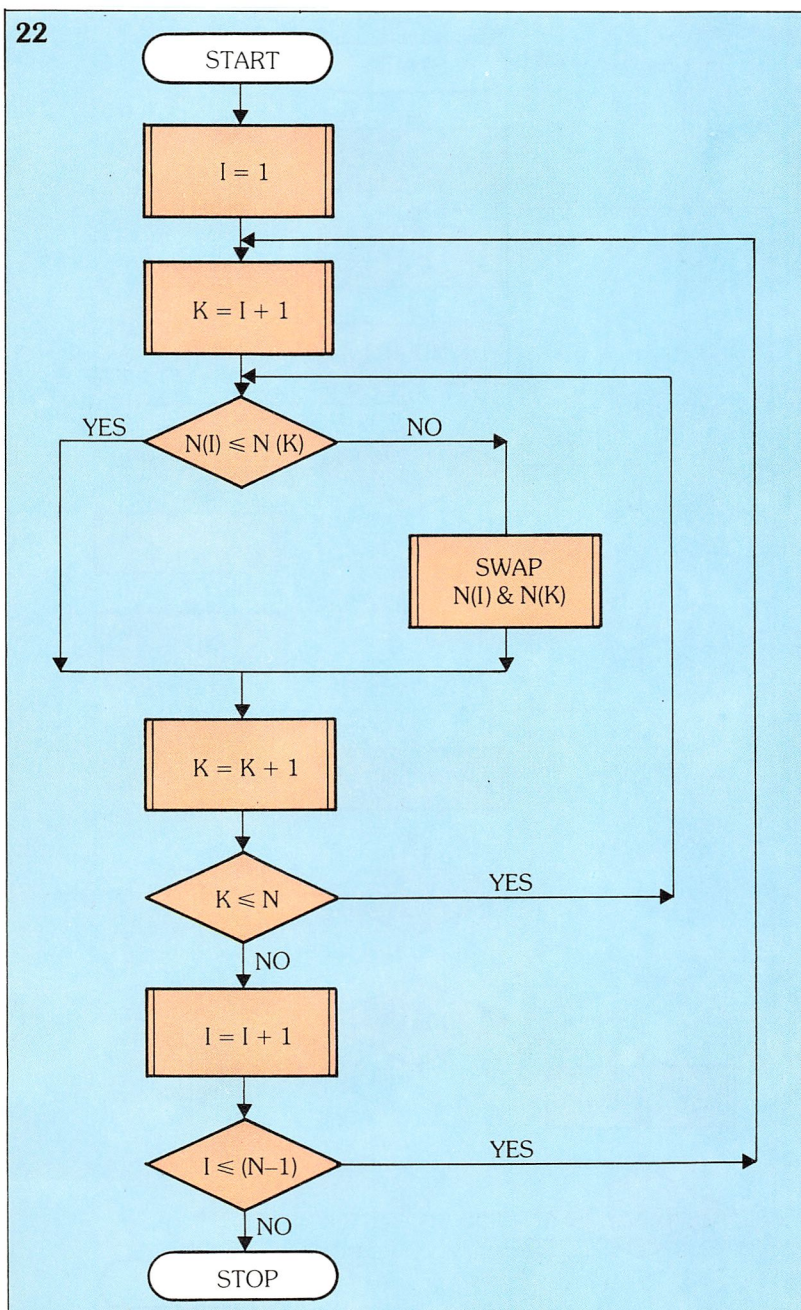 22
START
I = 1
K = I + 1
YES
N(I) ≤ N (K)
NO
SWAP
N(I) & N(K)
K = K + 1
K ≤ N
YES
NO
I = I + 1
I ≤ (N–1)
YES
NO
STOP